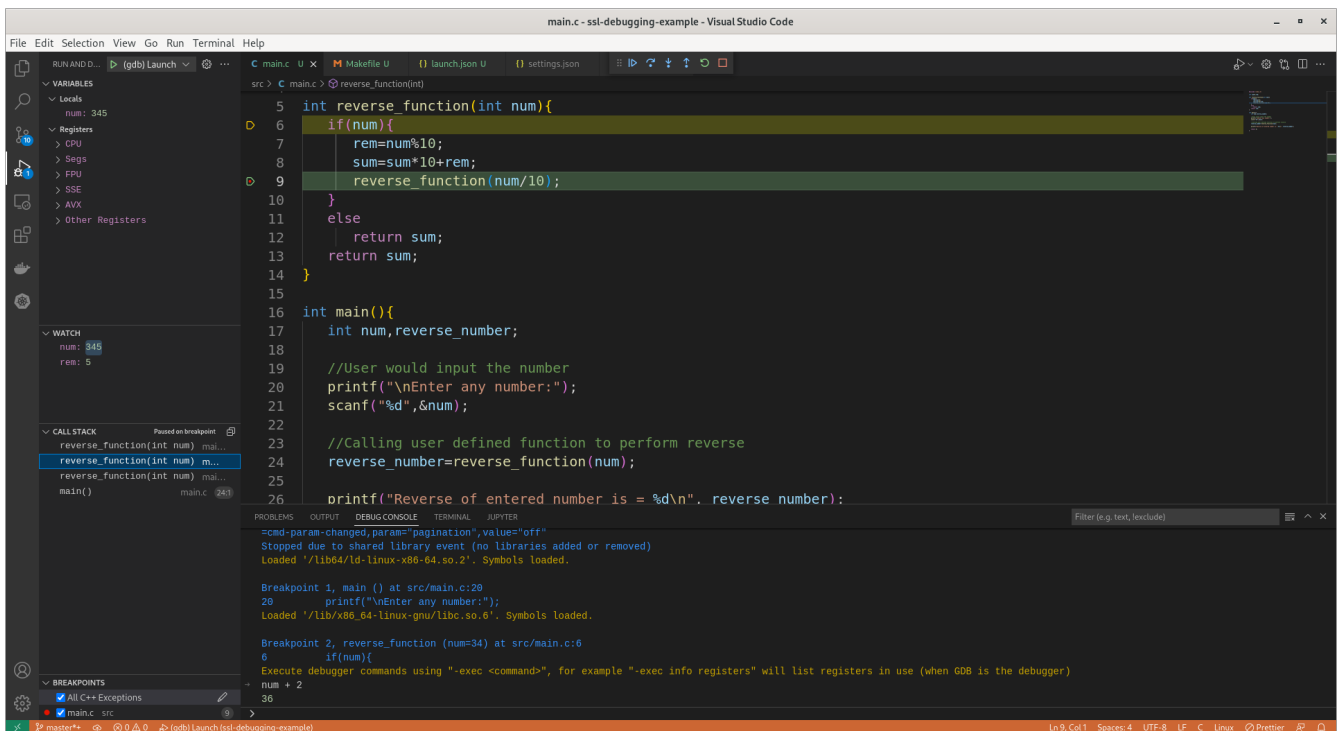 main.c - ssl-debugging-example - Visual Studio Code
File Edit Selection View Go Run Terminal Help
RUN AND D... (gdb) Launch
main.c U Makefile U launch.json U settings.json
src > C main.c > reverse_function(int)
VARIABLES
Locals
num: 345
Registers
> CPU
> Segs
> FPU
> SSE
> AVX
> Other Registers
10
1
WATCH
num: 345
rem: 5
CALL STACK Paused on breakpoint
reverse_function(int num) mai...
reverse_function(int num) m...
reverse_function(int num) mai...
main() main.c 24:1
BREAKPOINTS
All C++ Exceptions
main.c src 9
5 int reverse_function(int num){
6 if(num){
7 rem=num%10;
8 sum=sum*10+rem;
9 reverse_function(num/10);
10 }
11 else
12 return sum;
13 return sum;
14 }
15
16 int main(){
17 int num,reverse_number;
18
19 //User would input the number
20 printf("\nEnter any number:");
21 scanf("%d",&num);
22
23 //Calling user defined function to perform reverse
24 reverse_number=reverse_function(num);
25
26 printf("Reverse of entered number is = %d\n", reverse_number);
PROBLEMS OUTPUT DEBUG CONSOLE TERMINAL JUPYTER Filter (e.g. text, !exclude)
=cmd-param-changed,param="pagination",value="off"
Stopped due to shared library event (no libraries added or removed)
Loaded '/lib64/ld-linux-x86-64.so.2'. Symbols loaded.
Breakpoint 1, main () at src/main.c:20
20 printf("\nEnter any number:");
Loaded '/lib/x86_64-linux-gnu/libc.so.6'. Symbols loaded.
Breakpoint 2, reverse_function (num=34) at src/main.c:6
6 if(num){
Execute debugger commands using "-exec <command>", for example "-exec info registers" will list registers in use (when GDB is the debugger)
num + 2
36
>
master*+ 0 0 (gdb) Launch (ssl-debugging-example) Ln 9, Col 1 Spaces: 4 UTF-8 LF C Linux Prettier